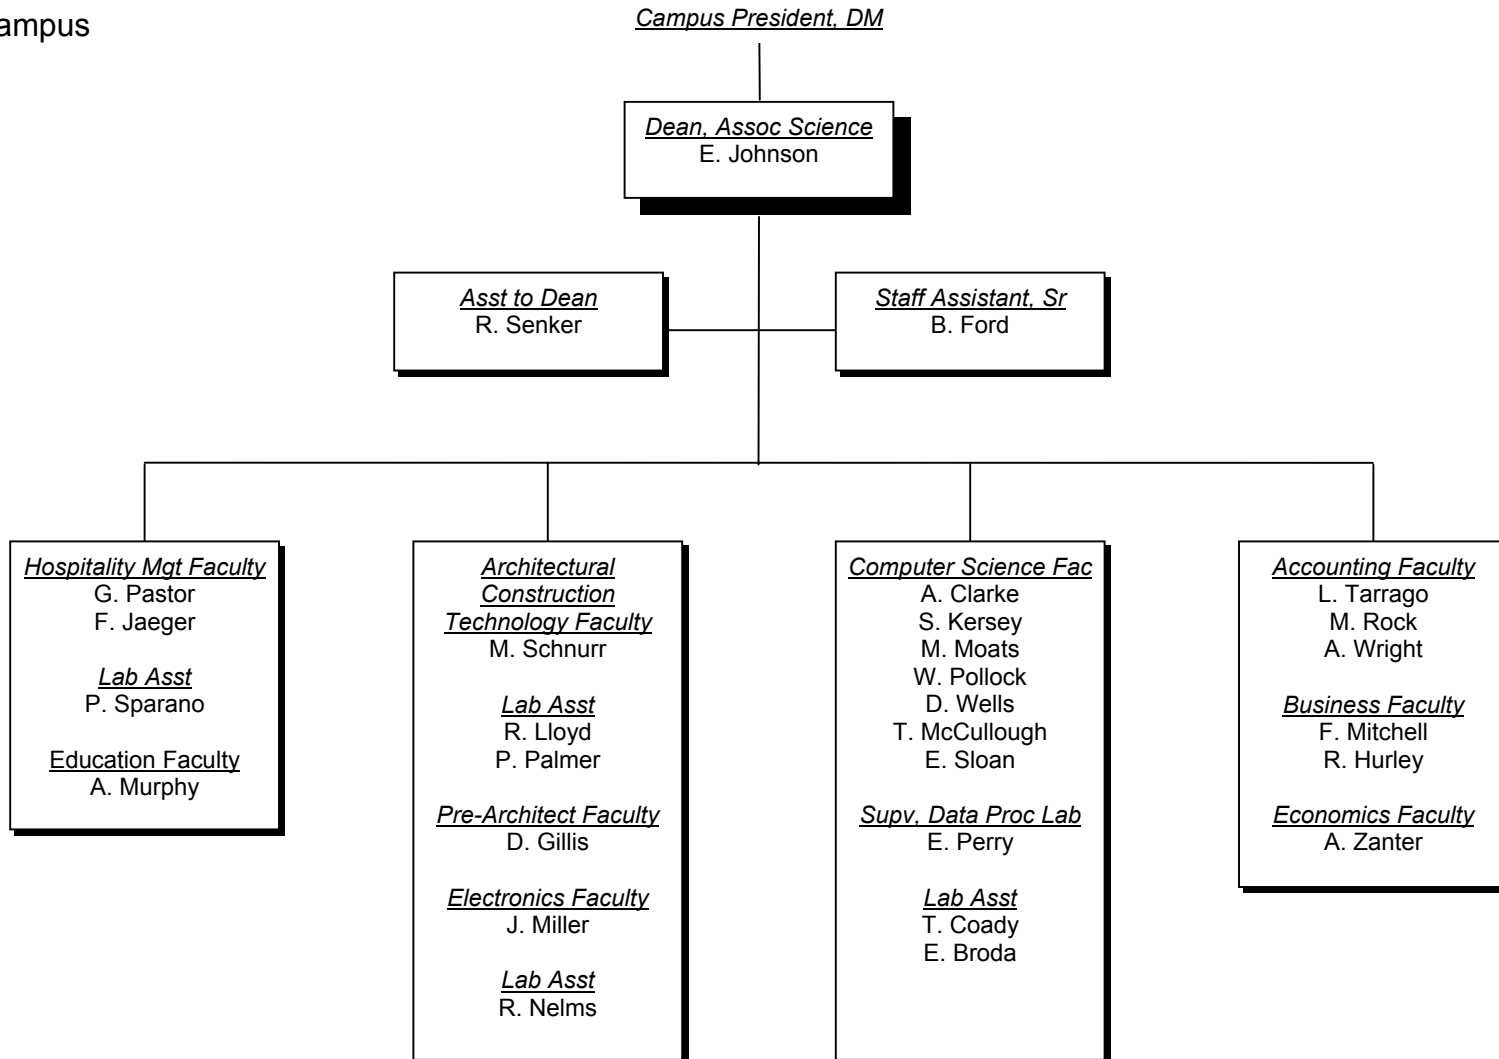 ampus
Campus President, DM
Dean, Assoc Science
E. Johnson
Asst to Dean
R. Senker
Staff Assistant, Sr
B. Ford
Hospitality Mgt Faculty
G. Pastor
F. Jaeger
Lab Asst
P. Sparano
Education Faculty
A. Murphy
Architectural
Construction
Technology Faculty
M. Schnurr
Lab Asst
R. Lloyd
P. Palmer
Pre-Architect Faculty
D. Gillis
Electronics Faculty
J. Miller
Lab Asst
R. Nelms
Computer Science Fac
A. Clarke
S. Kersey
M. Moats
W. Pollock
D. Wells
T. McCullough
E. Sloan
Supv, Data Proc Lab
E. Perry
Lab Asst
T. Coady
E. Broda
Accounting Faculty
L. Tarrago
M. Rock
A. Wright
Business Faculty
F. Mitchell
R. Hurley
Economics Faculty
A. Zanter